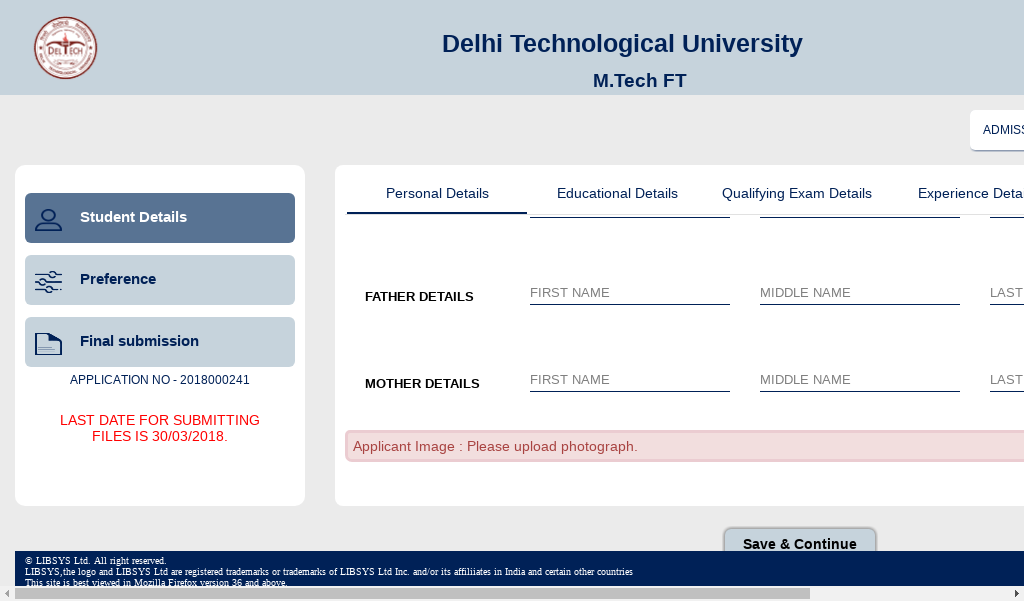 DELTECH
Delhi Technological University
M.Tech FT
ADMISS
Student Details
Preference
Final submission
APPLICATION NO - 2018000241
LAST DATE FOR SUBMITTING
FILES IS 30/03/2018.
Personal Details Educational Details Qualifying Exam Details Experience Deta
FATHER DETAILS FIRST NAME MIDDLE NAME LAST
MOTHER DETAILS FIRST NAME MIDDLE NAME LAST
Applicant Image : Please upload photograph.
Save & Continue
© LIBSYS Ltd. All right reserved.
LIBSYS,the logo and LIBSYS Ltd are registered trademarks or trademarks of LIBSYS Ltd Inc. and/or its affiliiates in India and certain other countries
This site is best viewed in Mozilla Firefox version 36 and above.